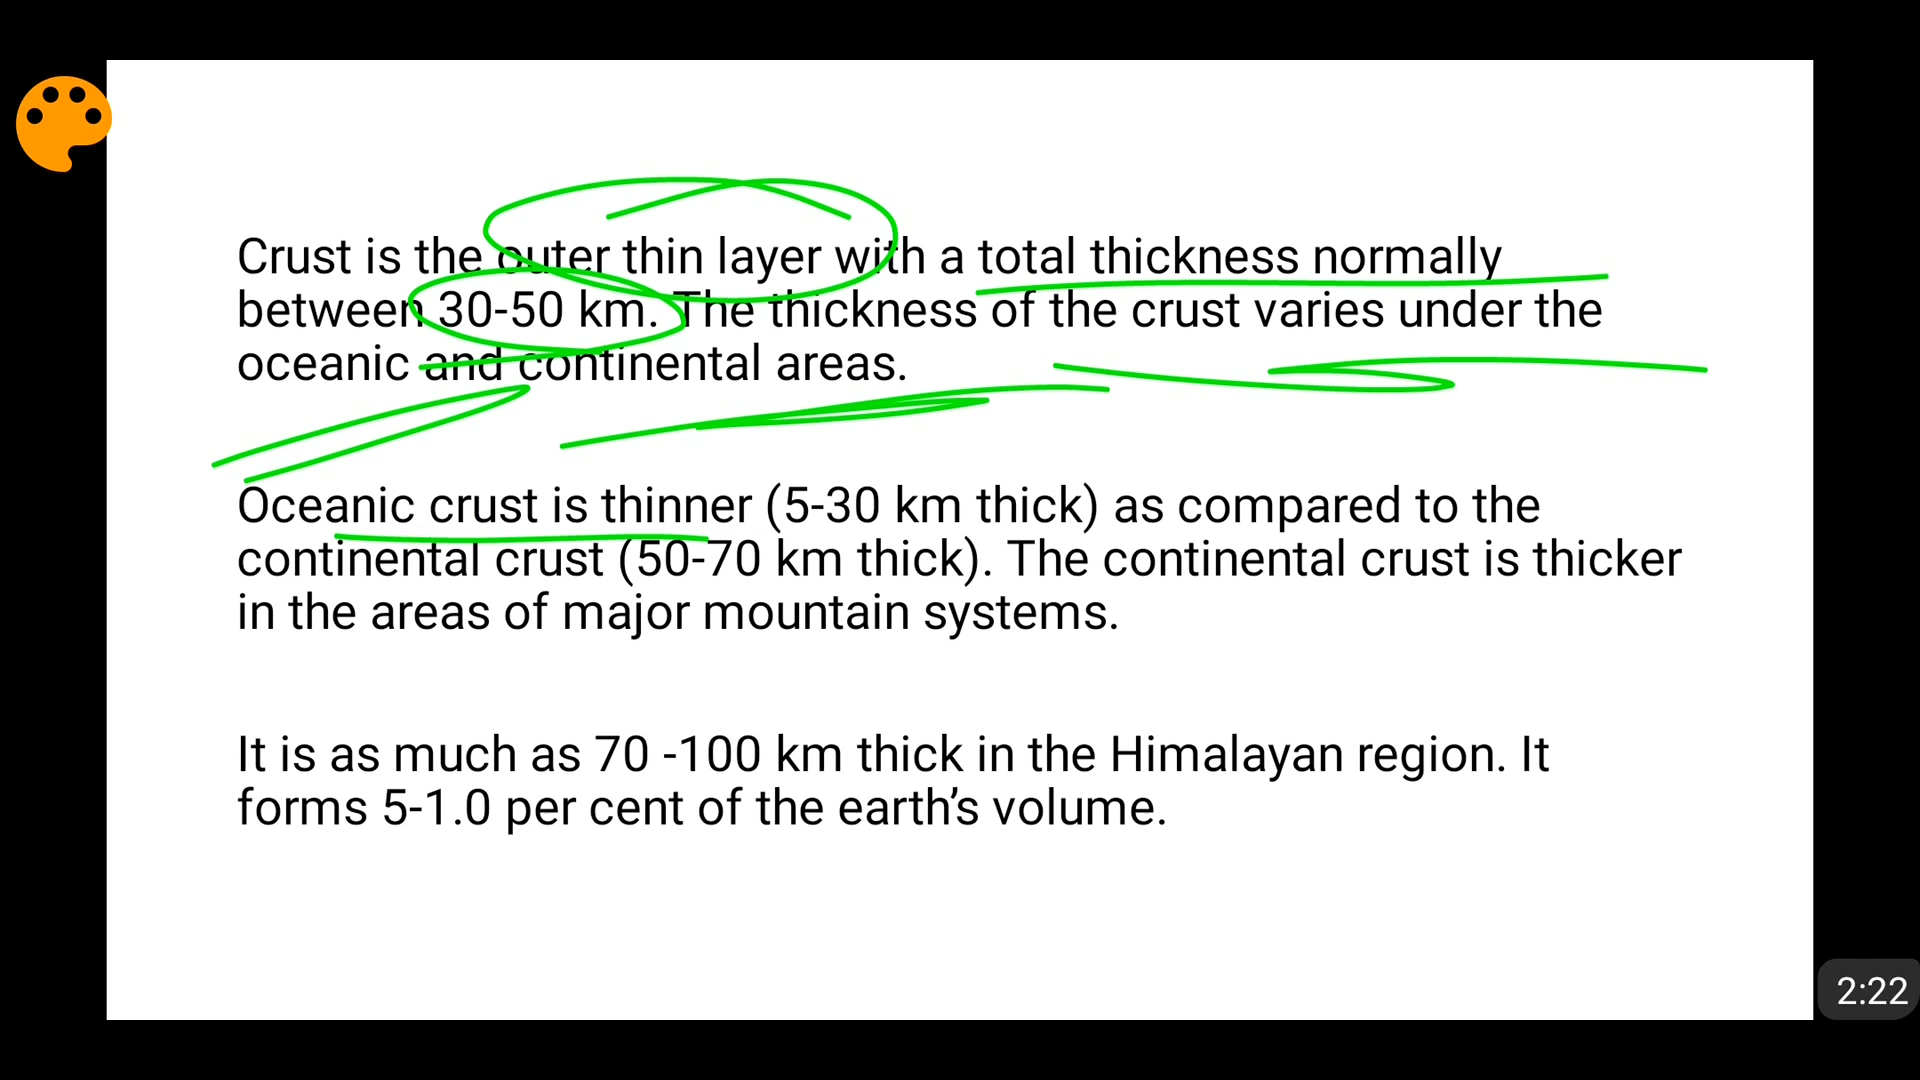 Crust is the outer thin layer with a total thickness normally
between 30-50 km. The thickness of the crust varies under the
oceanic and continental areas.
Oceanic crust is thinner (5-30 km thick) as compared to the
continental crust (50-70 km thick). The continental crust is thicker
in the areas of major mountain systems.
It is as much as 70 -100 km thick in the Himalayan region. It
forms 5-1.0 per cent of the earth’s volume.
2:22